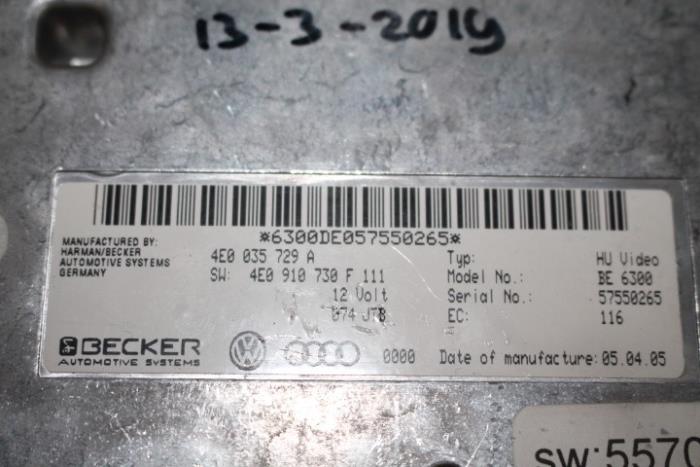 13-3-2019
*6300DE057550265*
MANUFACTURED BY:
HARMAN/BECKER
AUTOMOTIVE SYSTEMS
GERMANY
4E0 035 729 A
SW: 4E0 910 730 F 111
12 Volt
074 J7B
Typ: HU Video
Model No.: BE 6300
Serial No.: 57550265
EC: 116
BECKER
AUTOMOTIVE SYSTEMS
0000 Date of manufacture: 05.04.05